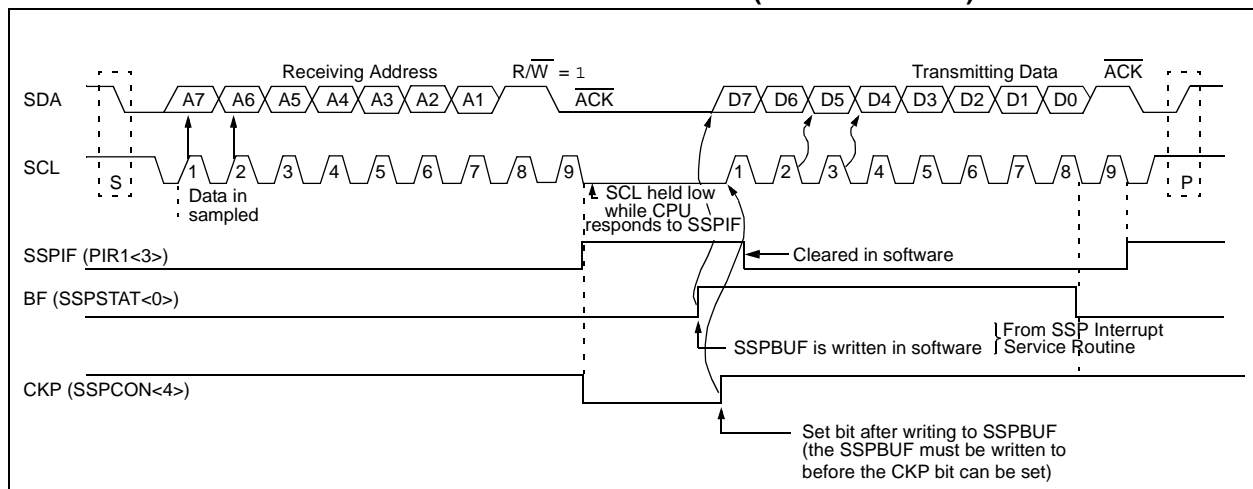 Receiving Address R/W = 1 Transmitting Data ACK
SDA A7 A6 A5 A4 A3 A2 A1 ACK D7 D6 D5 D4 D3 D2 D1 D0
SCL S 1 2 3 4 5 6 7 8 9 1 2 3 4 5 6 7 8 9 P
Data in
sampled
SCL held low
while CPU
responds to SSPIF
SSPIF (PIR1<3>)
Cleared in software
BF (SSPSTAT<0>)
SSPBUF is written in software
From SSP Interrupt
Service Routine
CKP (SSPCON<4>)
Set bit after writing to SSPBUF
(the SSPBUF must be written to
before the CKP bit can be set)